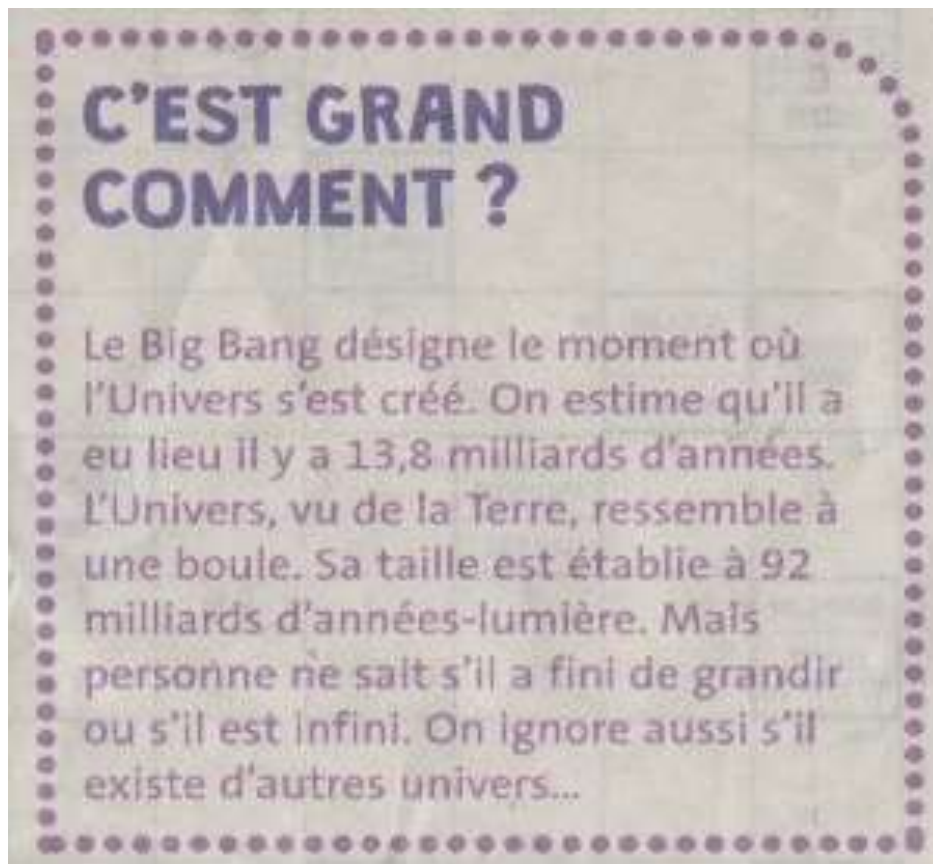 C'EST GRAND
COMMENT ?
Le Big Bang désigne le moment où
l'Univers s'est créé. On estime qu'il a
eu lieu il y a 13,8 milliards d'années.
L'Univers, vu de la Terre, ressemble à
une boule. Sa taille est établie à 92
milliards d'années-lumière. Mais
personne ne sait s'il a fini de grandir
ou s'il est infini. On ignore aussi s'il
existe d'autres univers...